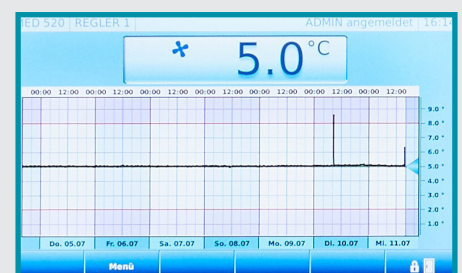 MED 520 | REGLER 1 | ADMIN angemeldet | 16:14
5.0 °C
00:00 12:00 00:00 12:00 00:00 12:00 00:00 12:00 00:00 12:00 00:00 12:00 00:00 12:00
9.0 °
8.0 °
7.0 °
6.0 °
5.0 °
4.0 °
3.0 °
2.0 °
1.0 °
Do. 05.07 Fr. 06.07 Sa. 07.07 So. 08.07 Mo. 09.07 Di. 10.07 Mi. 11.07
Menü